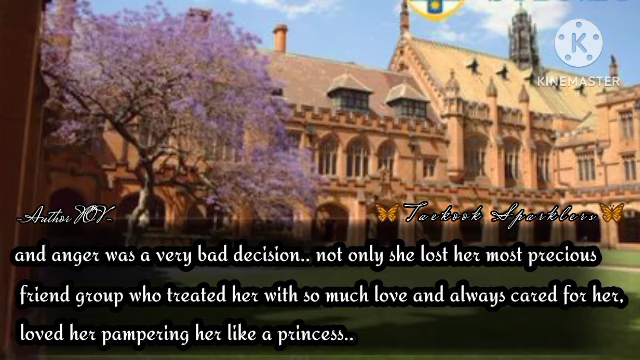 KINEMASTER
-Author POV-
🦋 Taekook Sparklers 🦋
and anger was a very bad decision.. not only she lost her most precious
friend group who treated her with so much love and always cared for her,
loved her pampering her like a princess..